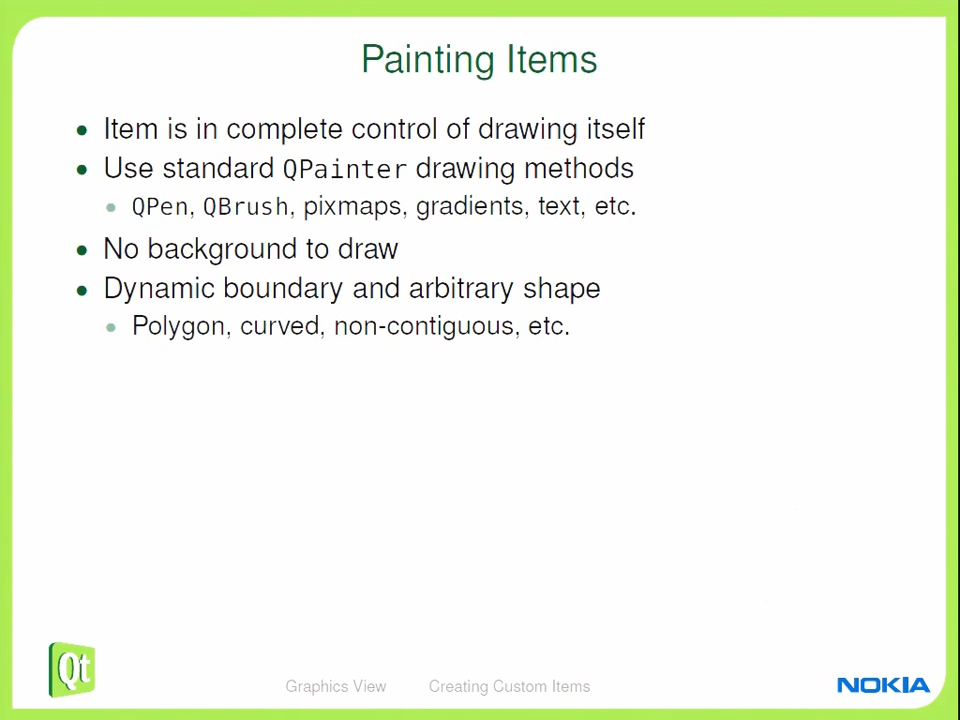 Painting Items
Item is in complete control of drawing itself
Use standard QPainter drawing methods
QPen, QBrush, pixmaps, gradients, text, etc.
No background to draw
Dynamic boundary and arbitrary shape
Polygon, curved, non-contiguous, etc.
Qt
Graphics View Creating Custom Items
NOKIA